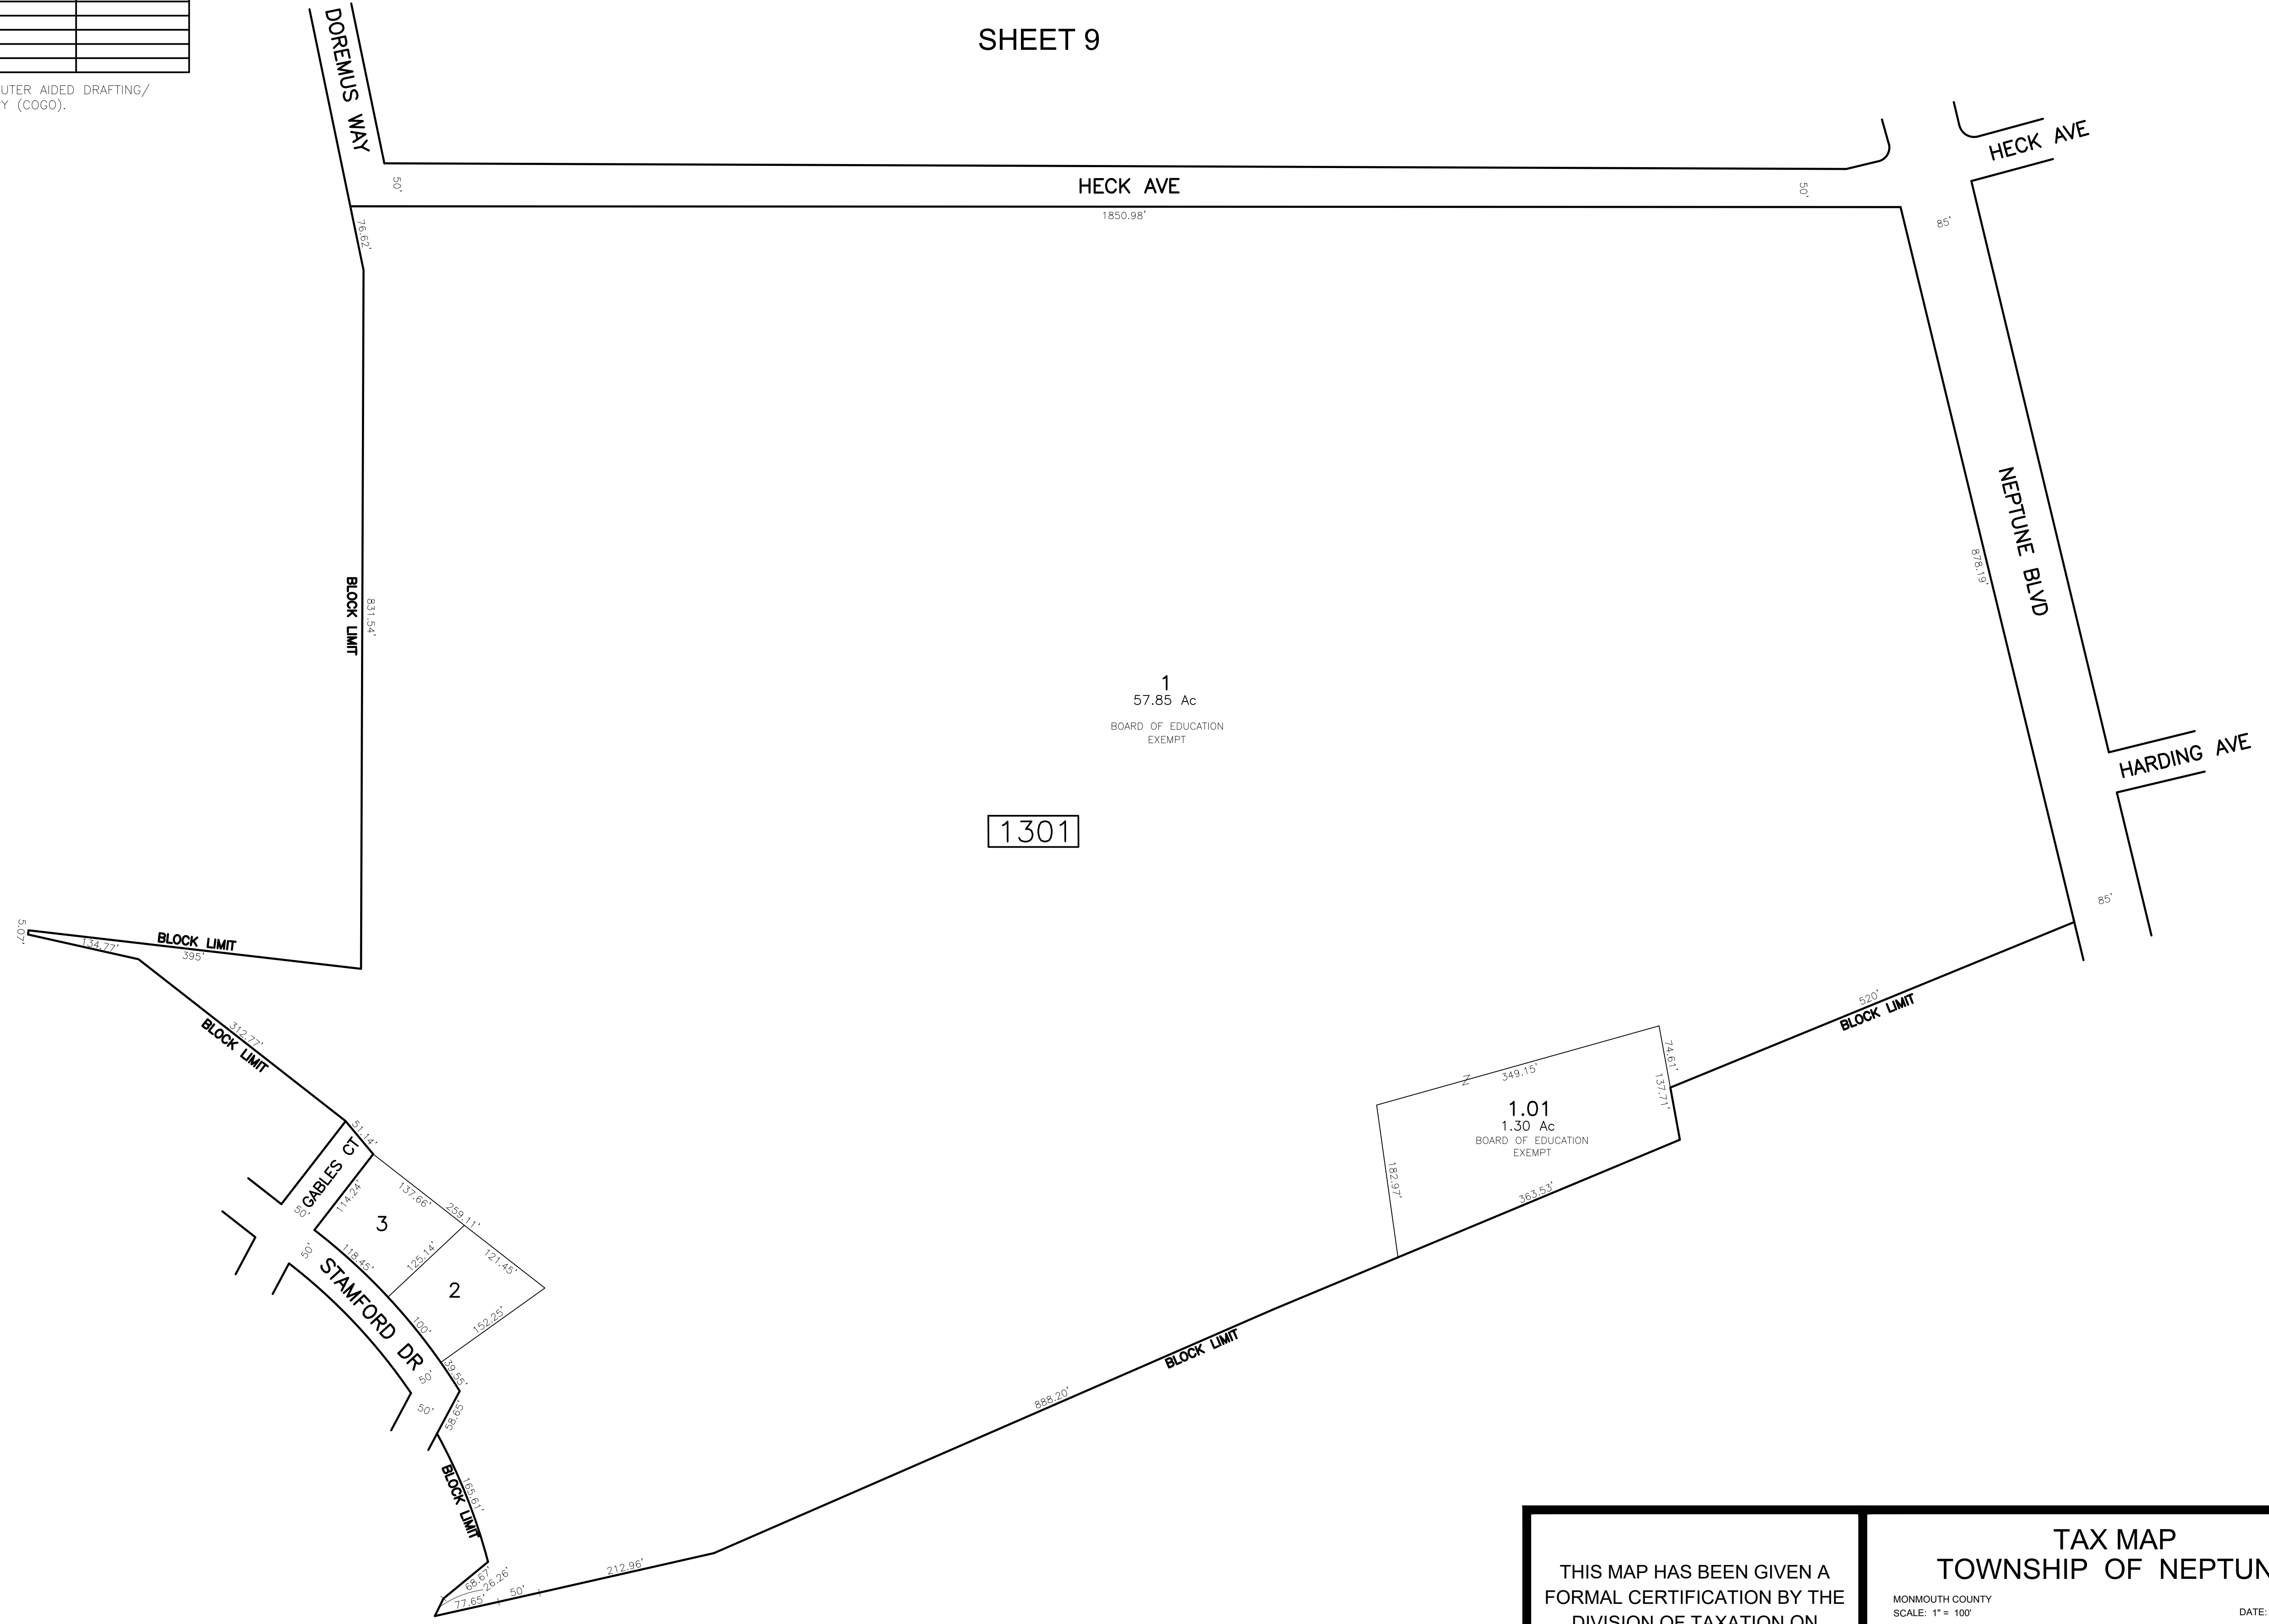 SHEET 9
UTER AIDED DRAFTING/
Y (COGO).
DOREMUS WAY
HECK AVE
50'
HECK AVE
50'
1850.98'
76.62'
85'
NEPTUNE BLVD
878.19'
BLOCK LIMIT
831.54'
1
57.85 Ac
BOARD OF EDUCATION
EXEMPT
HARDING AVE
1301
85'
5.07'
134.77'
BLOCK LIMIT
395'
312.77'
BLOCK LIMIT
520'
BLOCK LIMIT
74.61'
137.71'
Z
349.15'
1.01
1.30 Ac
BOARD OF EDUCATION
EXEMPT
182.97'
363.53'
51.14'
GABLES CT
114.24'
137.66'
259.11'
50'
3
50'
118.45'
125.14'
121.45'
2
STAMFORD DR
100'
152.25'
39.55'
50'
50'
58.65'
BLOCK LIMIT
888.20'
BLOCK LIMIT
165.61'
68.67'
26.26'
77.65'
50'
212.96'
THIS MAP HAS BEEN GIVEN A
FORMAL CERTIFICATION BY THE
DIVISION OF TAXATION ON
TAX MAP
TOWNSHIP OF NEPTUN
MONMOUTH COUNTY
SCALE: 1" = 100'
DATE: